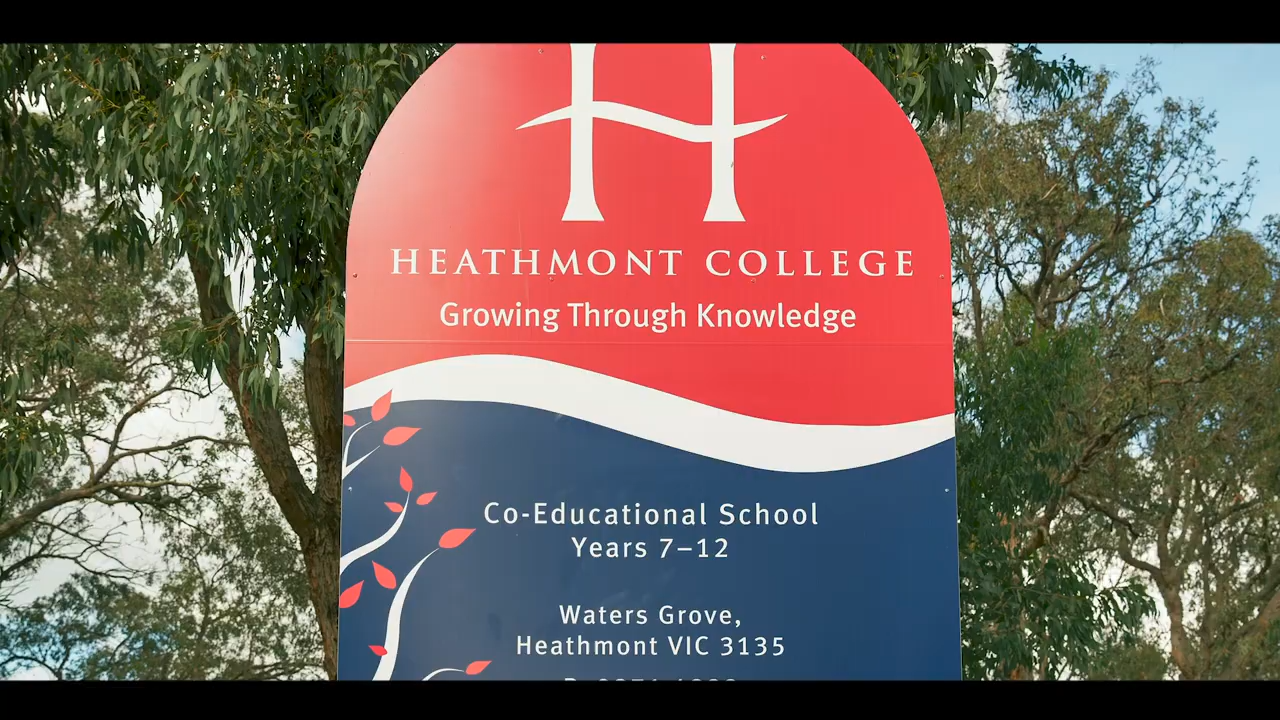 H
HEATHMONT COLLEGE
Growing Through Knowledge
Co-Educational School
Years 7–12
Waters Grove,
Heathmont VIC 3135